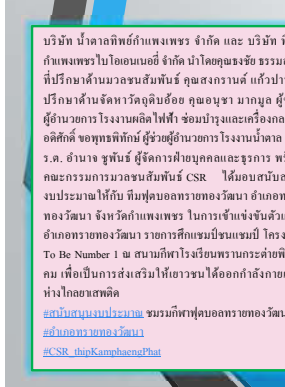 บริษัท น้ำตาลทิพย์กำแพงเพชร จำกัด และ บริษัท
กำแพงเพชรไบโอเอนเนอยี่ จำกัด นำโดยคุณธงชัย
ที่ปรึกษาด้านมวลชนสัมพันธ์ คุณสงกรานต์
ปรึกษาด้านจัดหาวัตถุดิบอ้อย คุณอนุชา มากมูล
ผู้อำนวยการโรงงานผลิตไฟฟ้า ซ่อมบำรุงและเครื่องกล
อดิศักดิ์ ขอพุทธพิทักษ์ ผู้ช่วยผู้อำนวยการโรงงานน้ำตาล
ร.ต. อำนาจ ชูพันธ์ ผู้จัดการฝ่ายบุคคลและธุรการ
คณะกรรมการมวลชนสัมพันธ์ CSR ได้มอบสนับส
งบประมาณให้กับ ทีมฟุตบอลทรายทองวัฒนา อำเภอท
ทองวัฒนา จังหวัดกำแพงเพชร ในการเข้าแข่งขันตัว
อำเภอทรายทองวัฒนา รายการศึกแชมป์ชนแชมป์ โครง
To Be Number 1 ณ สนามกีฬาโรงเรียนพรานกระต่ายพิ
คม เพื่อเป็นการส่งเสริมให้เยาวชนได้ออกกำลังกาย
ห่างไกลยาเสพติด
#สนับสนุนงบประมาณ ชมรมกีฬาฟุตบอลทรายทองวัฒน
#อำเภอทรายทองวัฒนา
#CSR_thipKamphaengPhat